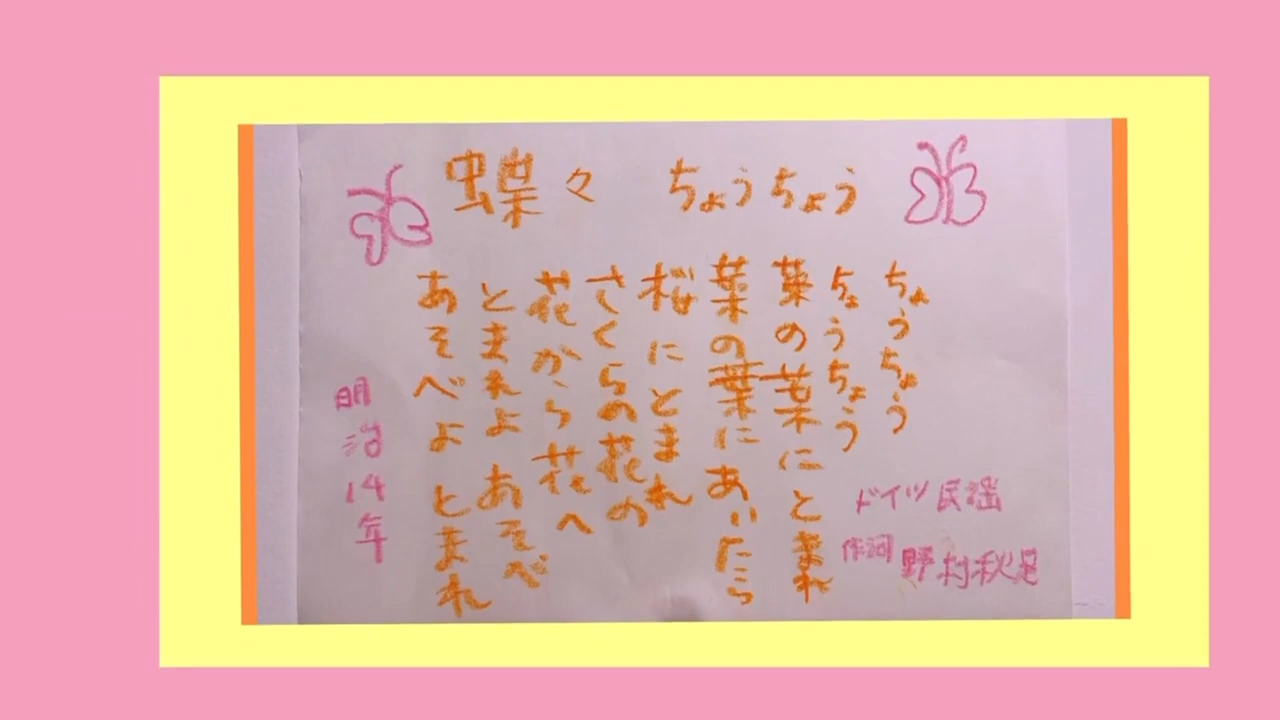 蝶々 ちょうちょう
ちょうちょう
ちょうちょう
菜の葉にとまれ
菜の葉にあいたら
桜にとまれ
さくらの花の
花から花へ
とまれよ あそべ
あそべよ とまれ
ドイツ民謡
作詞 野村秋足
明治14年